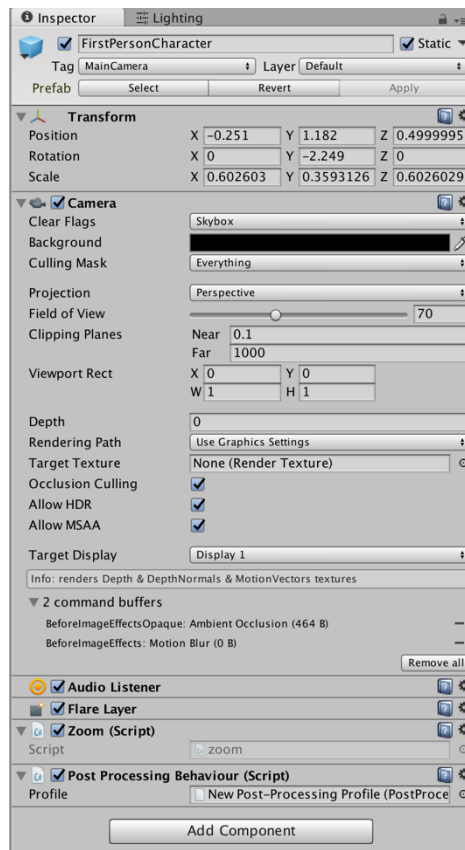 Inspector Lighting
FirstPersonCharacter Static
Tag MainCamera Layer Default
Prefab Select Revert Apply
Transform
Position X -0.251 Y 1.182 Z 0.4999995
Rotation X 0 Y -2.249 Z 0
Scale X 0.602603 Y 0.3593126 Z 0.6026029
Camera
Clear Flags Skybox
Background
Culling Mask Everything
Projection Perspective
Field of View 70
Clipping Planes Near 0.1
Far 1000
Viewport Rect X 0 Y 0
W 1 H 1
Depth 0
Rendering Path Use Graphics Settings
Target Texture None (Render Texture)
Occlusion Culling
Allow HDR
Allow MSAA
Target Display Display 1
Info: renders Depth & DepthNormals & MotionVectors textures
2 command buffers
BeforeImageEffectsOpaque: Ambient Occlusion (464 B)
BeforeImageEffects: Motion Blur (0 B)
Remove all
Audio Listener
Flare Layer
Zoom (Script)
Script zoom
Post Processing Behaviour (Script)
Profile New Post-Processing Profile (PostProce
Add Component